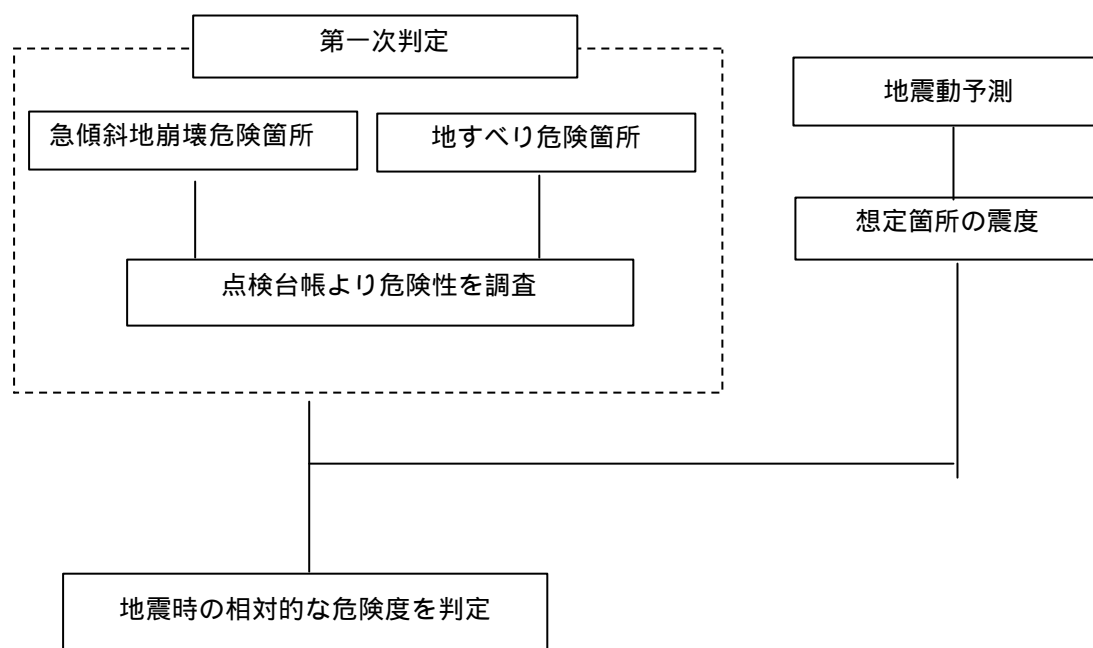 第一次判定
地震動予測
急傾斜地崩壊危険箇所
地すべり危険箇所
想定箇所の震度
点検台帳より危険性を調査
地震時の相対的な危険度を判定